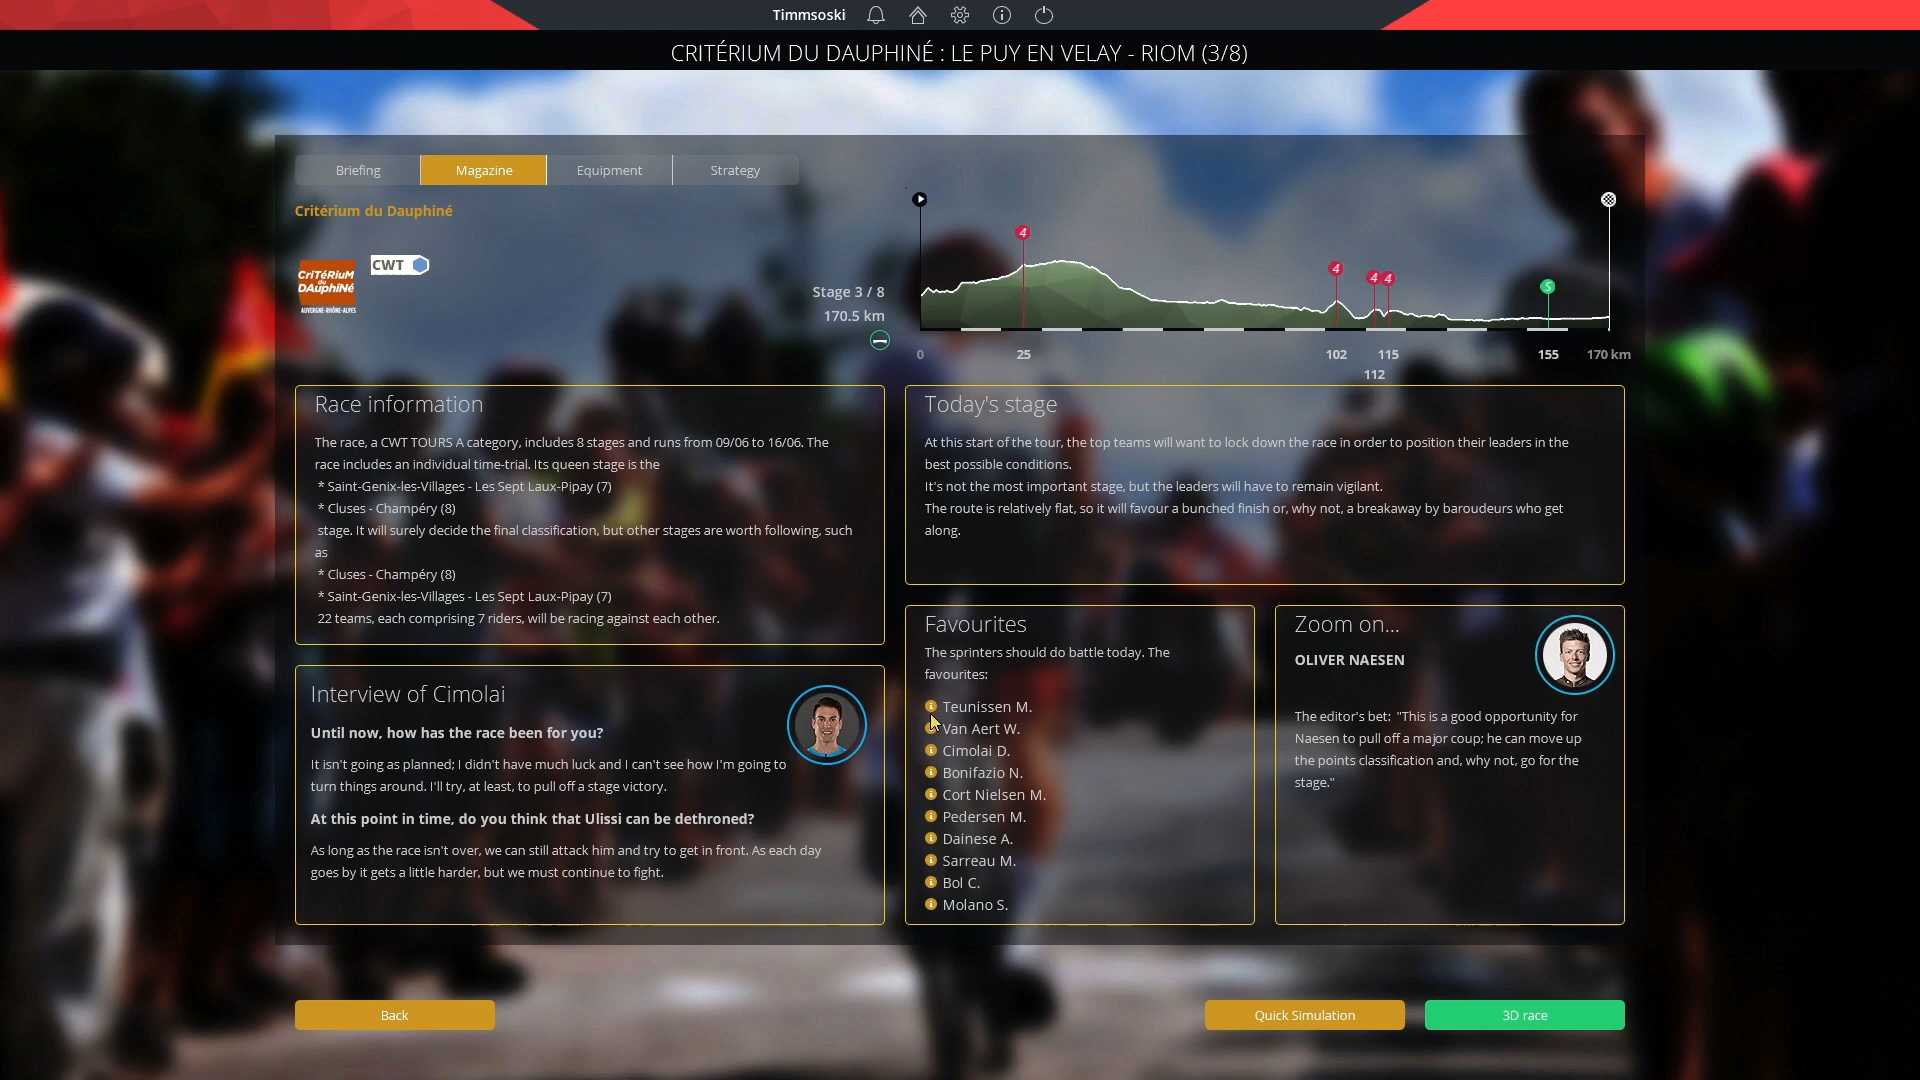 Timmsoski
CRITÉRIUM DU DAUPHINÉ : LE PUY EN VELAY - RIOM (3/8)
Briefing
Magazine
Equipment
Strategy
Critérium du Dauphiné
CRiTéRiuM
du
DAuphiNé
AUVERGNE-RHÔNE-ALPES
CWT
Stage 3 / 8
170.5 km
4
4
4 4
S
0
25
102
115
155
170 km
112
Race information
The race, a CWT TOURS A category, includes 8 stages and runs from 09/06 to 16/06. The
race includes an individual time-trial. Its queen stage is the
* Saint-Genix-les-Villages - Les Sept Laux-Pipay (7)
* Cluses - Champéry (8)
stage. It will surely decide the final classification, but other stages are worth following, such
as
* Cluses - Champéry (8)
* Saint-Genix-les-Villages - Les Sept Laux-Pipay (7)
22 teams, each comprising 7 riders, will be racing against each other.
Today's stage
At this start of the tour, the top teams will want to lock down the race in order to position their leaders in the
best possible conditions.
It's not the most important stage, but the leaders will have to remain vigilant.
The route is relatively flat, so it will favour a bunched finish or, why not, a breakaway by baroudeurs who get
along.
Interview of Cimolai
Until now, how has the race been for you?
It isn't going as planned; I didn't have much luck and I can't see how I'm going to
turn things around. I'll try, at least, to pull off a stage victory.
At this point in time, do you think that Ulissi can be dethroned?
As long as the race isn't over, we can still attack him and try to get in front. As each day
goes by it gets a little harder, but we must continue to fight.
Favourites
The sprinters should do battle today. The
favourites:
Teunissen M.
Van Aert W.
Cimolai D.
Bonifazio N.
Cort Nielsen M.
Pedersen M.
Dainese A.
Sarreau M.
Bol C.
Molano S.
Zoom on...
OLIVER NAESEN
The editor's bet: "This is a good opportunity for
Naesen to pull off a major coup; he can move up
the points classification and, why not, go for the
stage."
Back
Quick Simulation
3D race